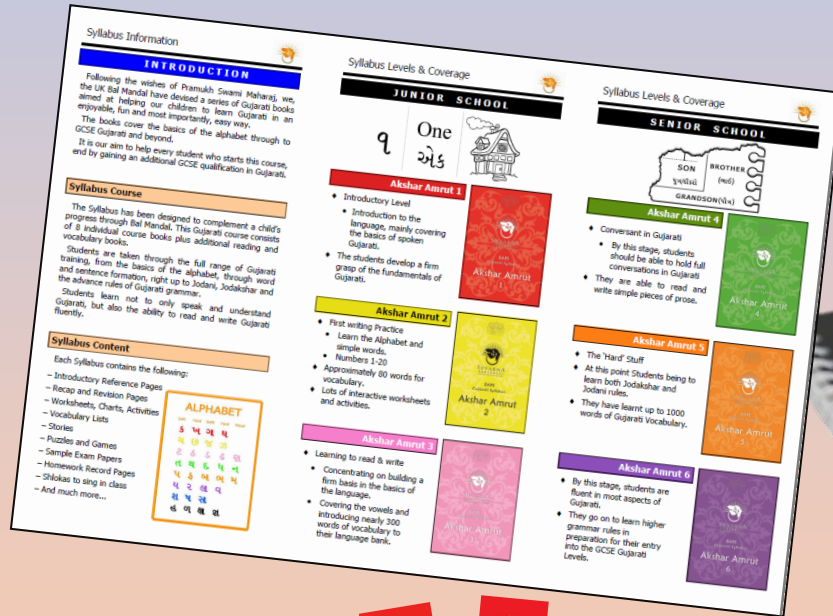 Syllabus Information
INTRODUCTION
Following the wishes of Pramukh Swami Maharaj, we,
the UK Bal Mandal have devised a series of Gujarati books
aimed at helping our children to learn Gujarati in an
enjoyable, fun and most importantly, easy way.
The books cover the basics of the alphabet through to
GCSE Gujarati and beyond.
It is our aim to help every student who starts this course,
end by gaining an additional GCSE qualification in Gujarati.
Syllabus Course
The Syllabus has been designed to complement a child's
progress through Bal Mandal. This Gujarati course consists
of 8 individual course books plus additional reading and
vocabulary books.
Students are taken through the full range of Gujarati
training, from the basics of the alphabet, through word
and sentence formation, right up to Jodani, Jodakshar and
the advance rules of Gujarati grammar.
Students learn not to only speak and understand
Gujarati, but also the ability to read and write Gujarati
fluently.
Syllabus Content
Each Syllabus contains the following:
– Introductory Reference Pages
– Recap and Revision Pages
– Worksheets, Charts, Activities
– Vocabulary Lists
– Stories
– Puzzles and Games
– Sample Exam Papers
– Homework Record Pages
– Shlokas to sing in class
– And much more...
ALPHABET
ક ખ ગ ઘ
ચ છ જ ઝ
ટ ઠ ડ ઢ ણ
ત થ દ ધ ન
પ ફ બ ભ મ
ય ર લ વ
શ ષ સ
હ ળ ક્ષ જ્ઞ
Syllabus Levels & Coverage
JUNIOR SCHOOL
૧
One
એક
Akshar Amrut 1
♦ Introductory Level
• Introduction to the
language, mainly covering
the basics of spoken
Gujarati.
♦ The students develop a firm
grasp of the fundamentals of
Gujarati.
Akshar Amrut
1
Akshar Amrut 2
♦ First writing Practice
• Learn the Alphabet and
simple words.
• Numbers 1-20
♦ Approximately 80 words for
vocabulary.
♦ Lots of interactive worksheets
and activities.
Akshar Amrut
2
Akshar Amrut 3
♦ Learning to read & write
• Concentrating on building a
firm basis in the basics of
the language.
• Covering the vowels and
introducing nearly 300
words of vocabulary to
their language bank.
Akshar Amrut
3
Syllabus Levels & Coverage
SENIOR SCHOOL
SON
BROTHER
(ભાઈ)
GRANDSON(પૌત્ર)
Akshar Amrut 4
♦ Conversant in Gujarati
• By this stage, students
should be able to hold full
conversations in Gujarati
♦ They are able to read and
write simple pieces of prose.
Akshar Amrut
4
Akshar Amrut 5
♦ The 'Hard' Stuff
♦ At this point Students being to
learn both Jodakshar and
Jodani rules.
♦ They have learnt up to 1000
words of Gujarati Vocabulary.
Akshar Amrut
5
Akshar Amrut 6
♦ By this stage, students are
fluent in most aspects of
Gujarati.
♦ They go on to learn higher
grammar rules in
preparation for their entry
into the GCSE Gujarati
Levels.
Akshar Amrut
6